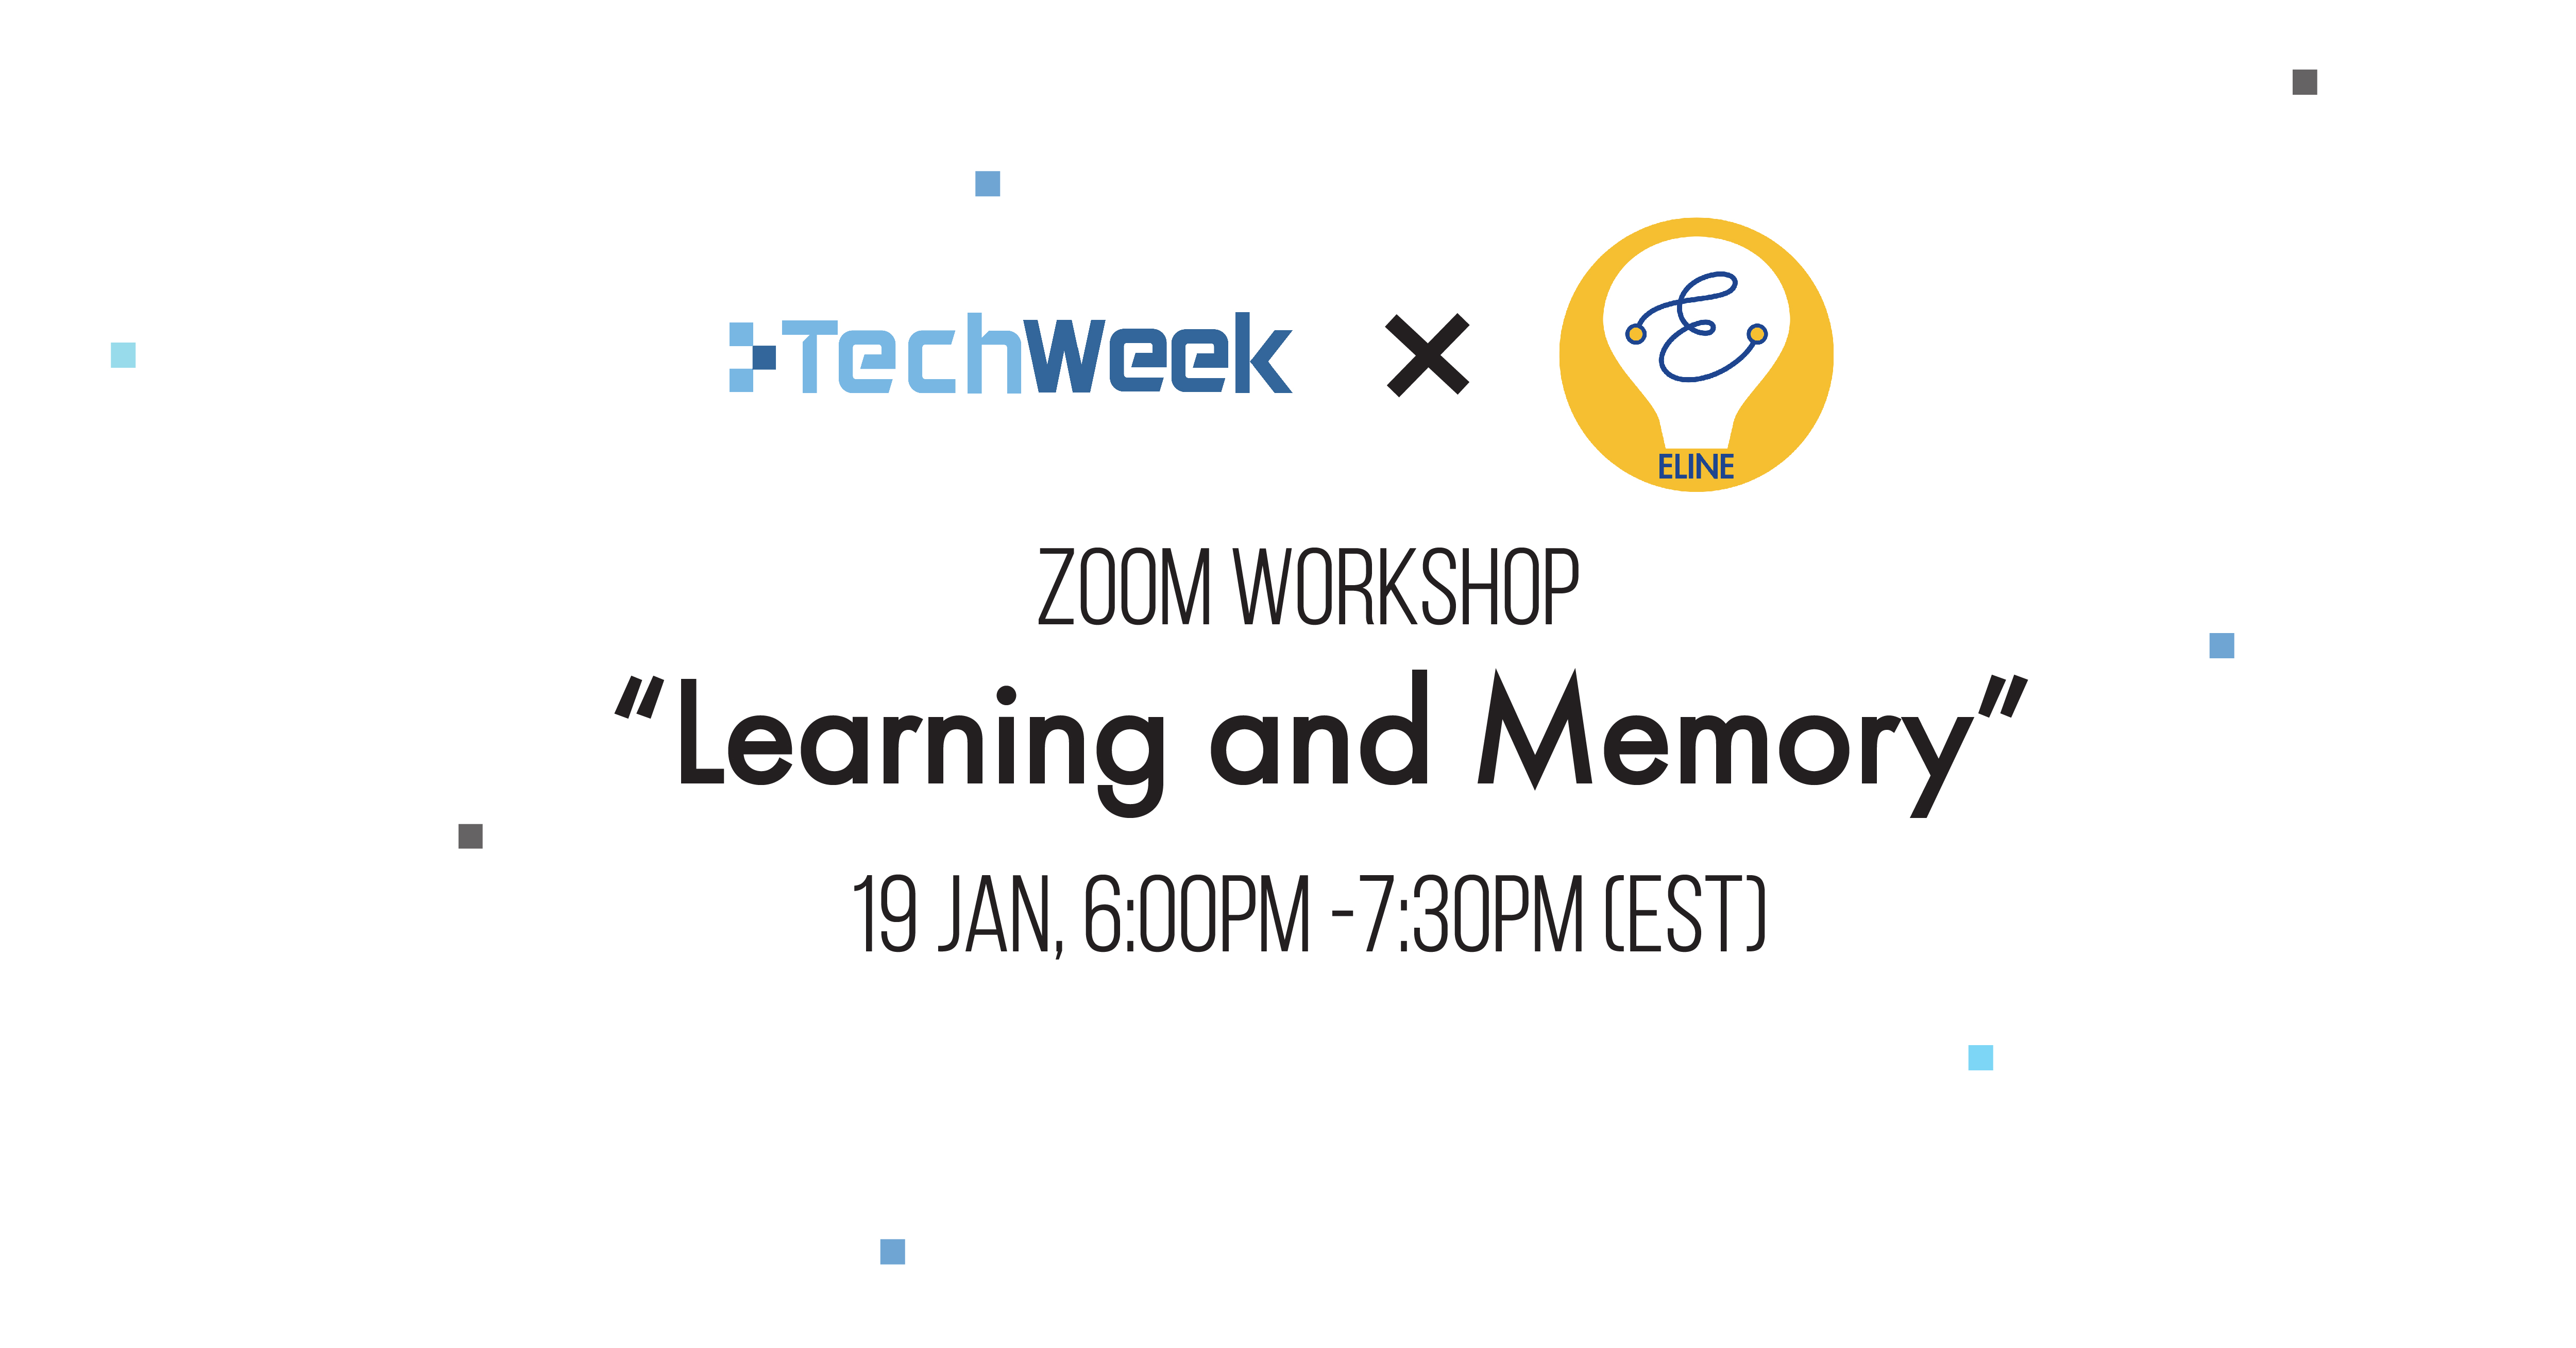 TechWeek ×
ELINE
ZOOM WORKSHOP
“Learning and Memory”
19 JAN, 6:00PM -7:30PM (EST)